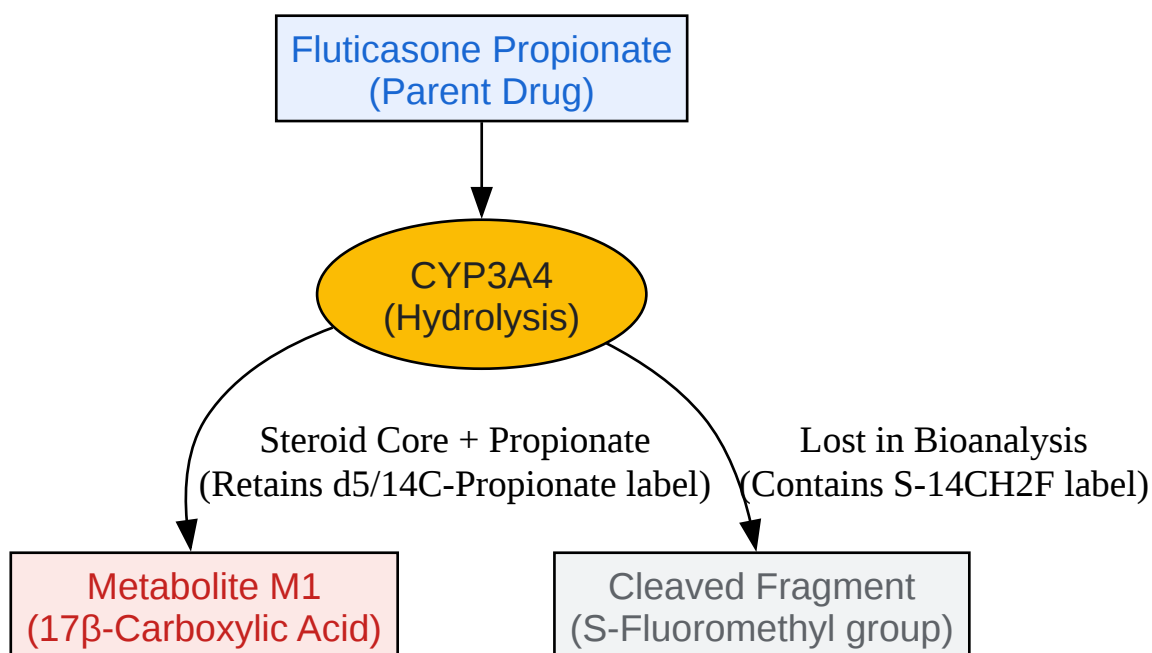 Fluticasone Propionate
(Parent Drug)
CYP3A4
(Hydrolysis)
Steroid Core + Propionate
(Retains d5/14C-Propionate label)
Lost in Bioanalysis
(Contains S-14CH2F label)
Metabolite M1
(17β-Carboxylic Acid)
Cleaved Fragment
(S-Fluoromethyl group)